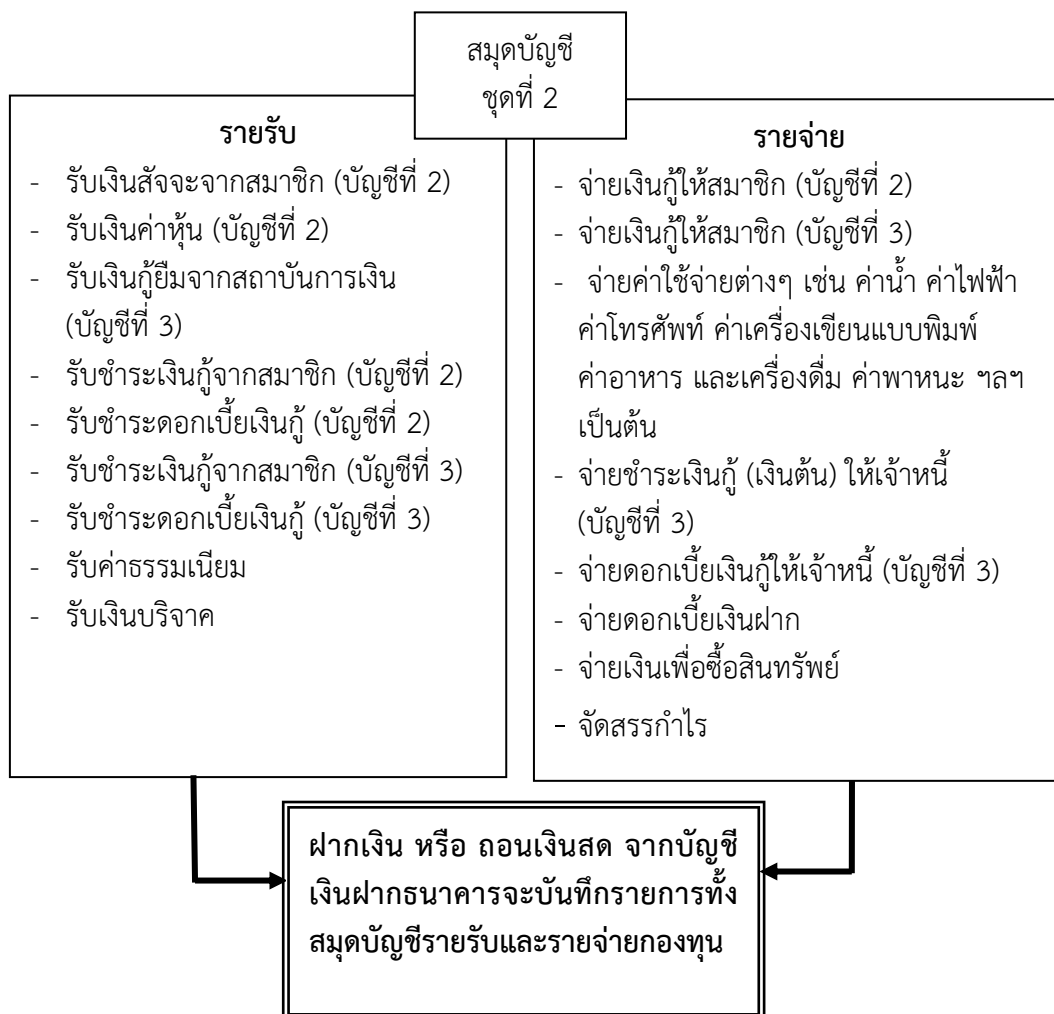 สมุดบัญชี
ชุดที่ 2
รายรับ
- รับเงินสัจจะจากสมาชิก (บัญชีที่ 2)
- รับเงินค่าหุ้น (บัญชีที่ 2)
- รับเงินกู้ยืมจากสถาบันการเงิน
(บัญชีที่ 3)
- รับชำระเงินกู้จากสมาชิก (บัญชีที่ 2)
- รับชำระดอกเบี้ยเงินกู้ (บัญชีที่ 2)
- รับชำระเงินกู้จากสมาชิก (บัญชีที่ 3)
- รับชำระดอกเบี้ยเงินกู้ (บัญชีที่ 3)
- รับค่าธรรมเนียม
- รับเงินบริจาค
รายจ่าย
- จ่ายเงินกู้ให้สมาชิก (บัญชีที่ 2)
- จ่ายเงินกู้ให้สมาชิก (บัญชีที่ 3)
- จ่ายค่าใช้จ่ายต่างๆ เช่น ค่าน้ำ ค่าไฟฟ้า
ค่าโทรศัพท์ ค่าเครื่องเขียนแบบพิมพ์
ค่าอาหาร และเครื่องดื่ม ค่าพาหนะ ฯลฯ
เป็นต้น
- จ่ายชำระเงินกู้ (เงินต้น) ให้เจ้าหนี้
(บัญชีที่ 3)
- จ่ายดอกเบี้ยเงินกู้ให้เจ้าหนี้ (บัญชีที่ 3)
- จ่ายดอกเบี้ยเงินฝาก
- จ่ายเงินเพื่อซื้อสินทรัพย์
- จัดสรรกำไร
ฝากเงิน หรือ ถอนเงินสด จากบัญชี
เงินฝากธนาคารจะบันทึกรายการทั้ง
สมุดบัญชีรายรับและรายจ่ายกองทุน